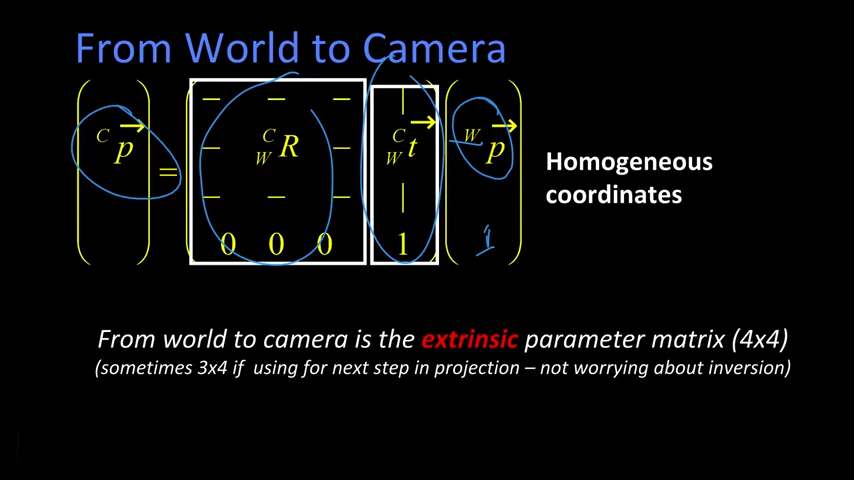 From World to Camera
C p = C W R C W t W p
0 0 0 1 1
Homogeneous
coordinates
From world to camera is the extrinsic parameter matrix (4x4)
(sometimes 3x4 if using for next step in projection – not worrying about inversion)